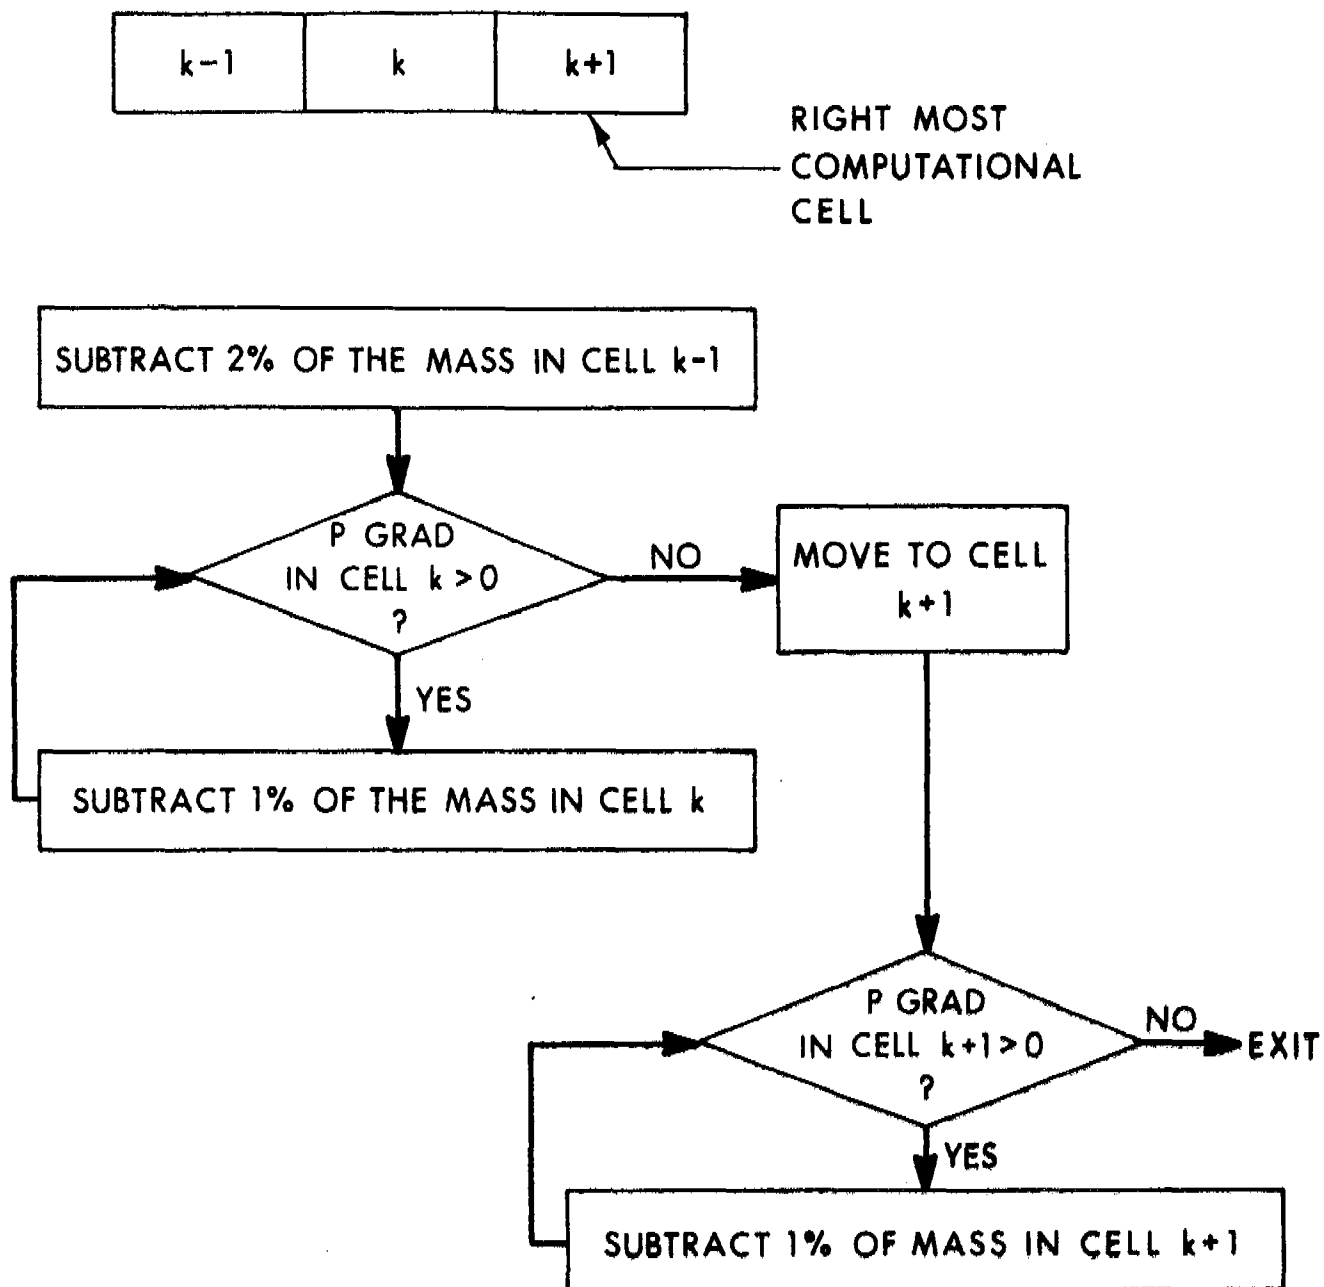 k-1
k
k+1
RIGHT MOST
COMPUTATIONAL
CELL
SUBTRACT 2% OF THE MASS IN CELL k-1
P GRAD
IN CELL k > 0
?
NO
MOVE TO CELL
k+1
YES
SUBTRACT 1% OF THE MASS IN CELL k
P GRAD
IN CELL k+1 > 0
?
NO
EXIT
YES
SUBTRACT 1% OF MASS IN CELL k+1